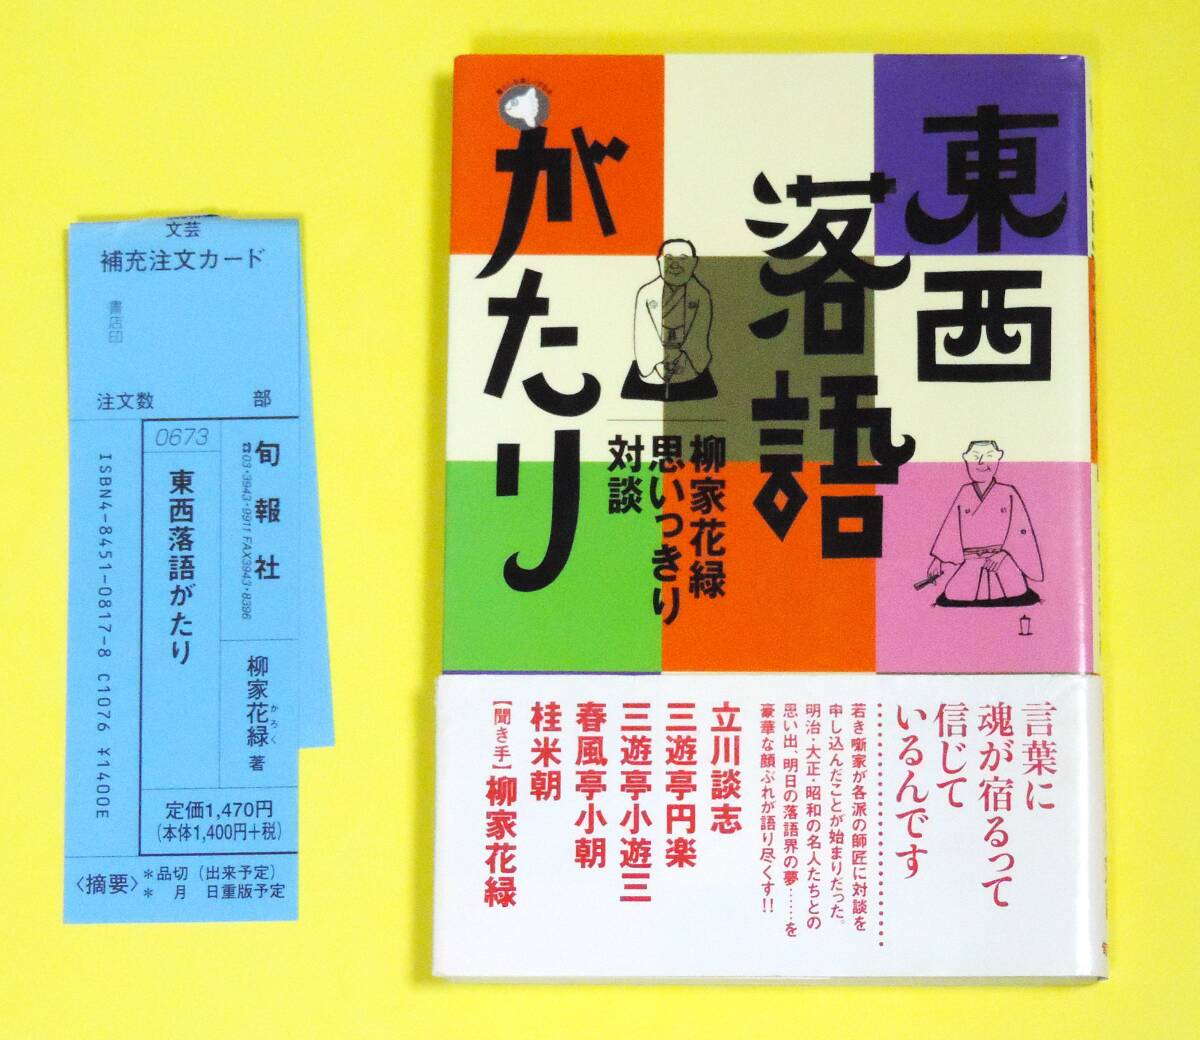 文芸
補充注文カード
書店印
注文数 部
0673
旬報社
☎03・3943・9911 FAX3943・8396
東西落語がたり
柳家花緑 著
かろく
ISBN4-8451-0817-8 C1076 ¥1400E
定価1,470円
(本体1,400円+税)
〈摘要〉
*品切(出来予定)
* 月 日重版予定
東西
落語
がたり
柳家花緑
思いっきり
対談
言葉に
魂が宿るって
信じて
いるんです
若き噺家が各派の師匠に対談を
申し込んだことが始まりだった。
明治・大正・昭和の名人たちとの
思い出、明日の落語界の夢……を
豪華な顔ぶれが語り尽くす!!
立川談志
三遊亭円楽
三遊亭小遊三
春風亭小朝
桂米朝
【聞き手】柳家花緑